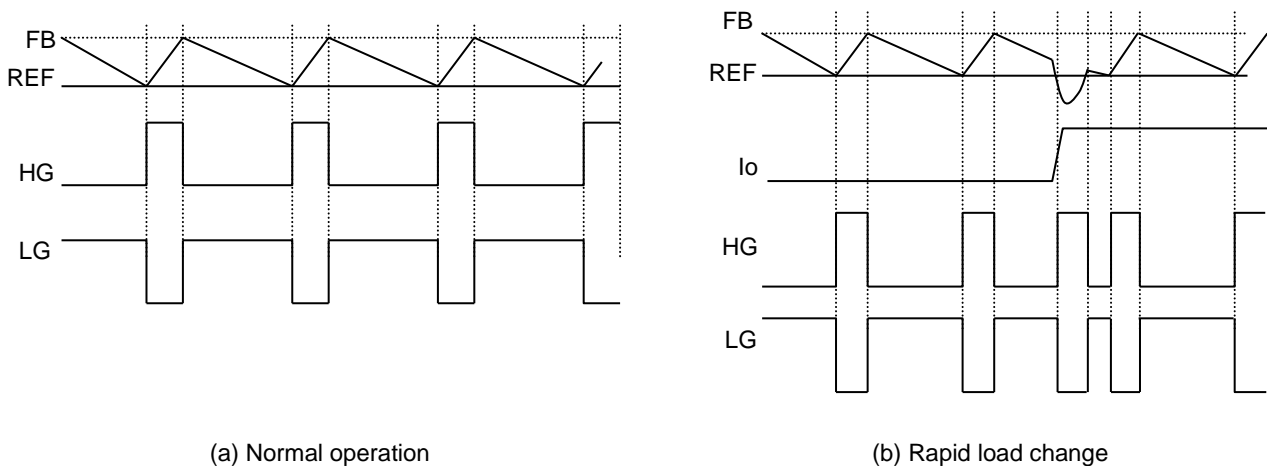 FB
REF
HG
LG
(a) Normal operation
FB
REF
Io
HG
LG
(b) Rapid load change